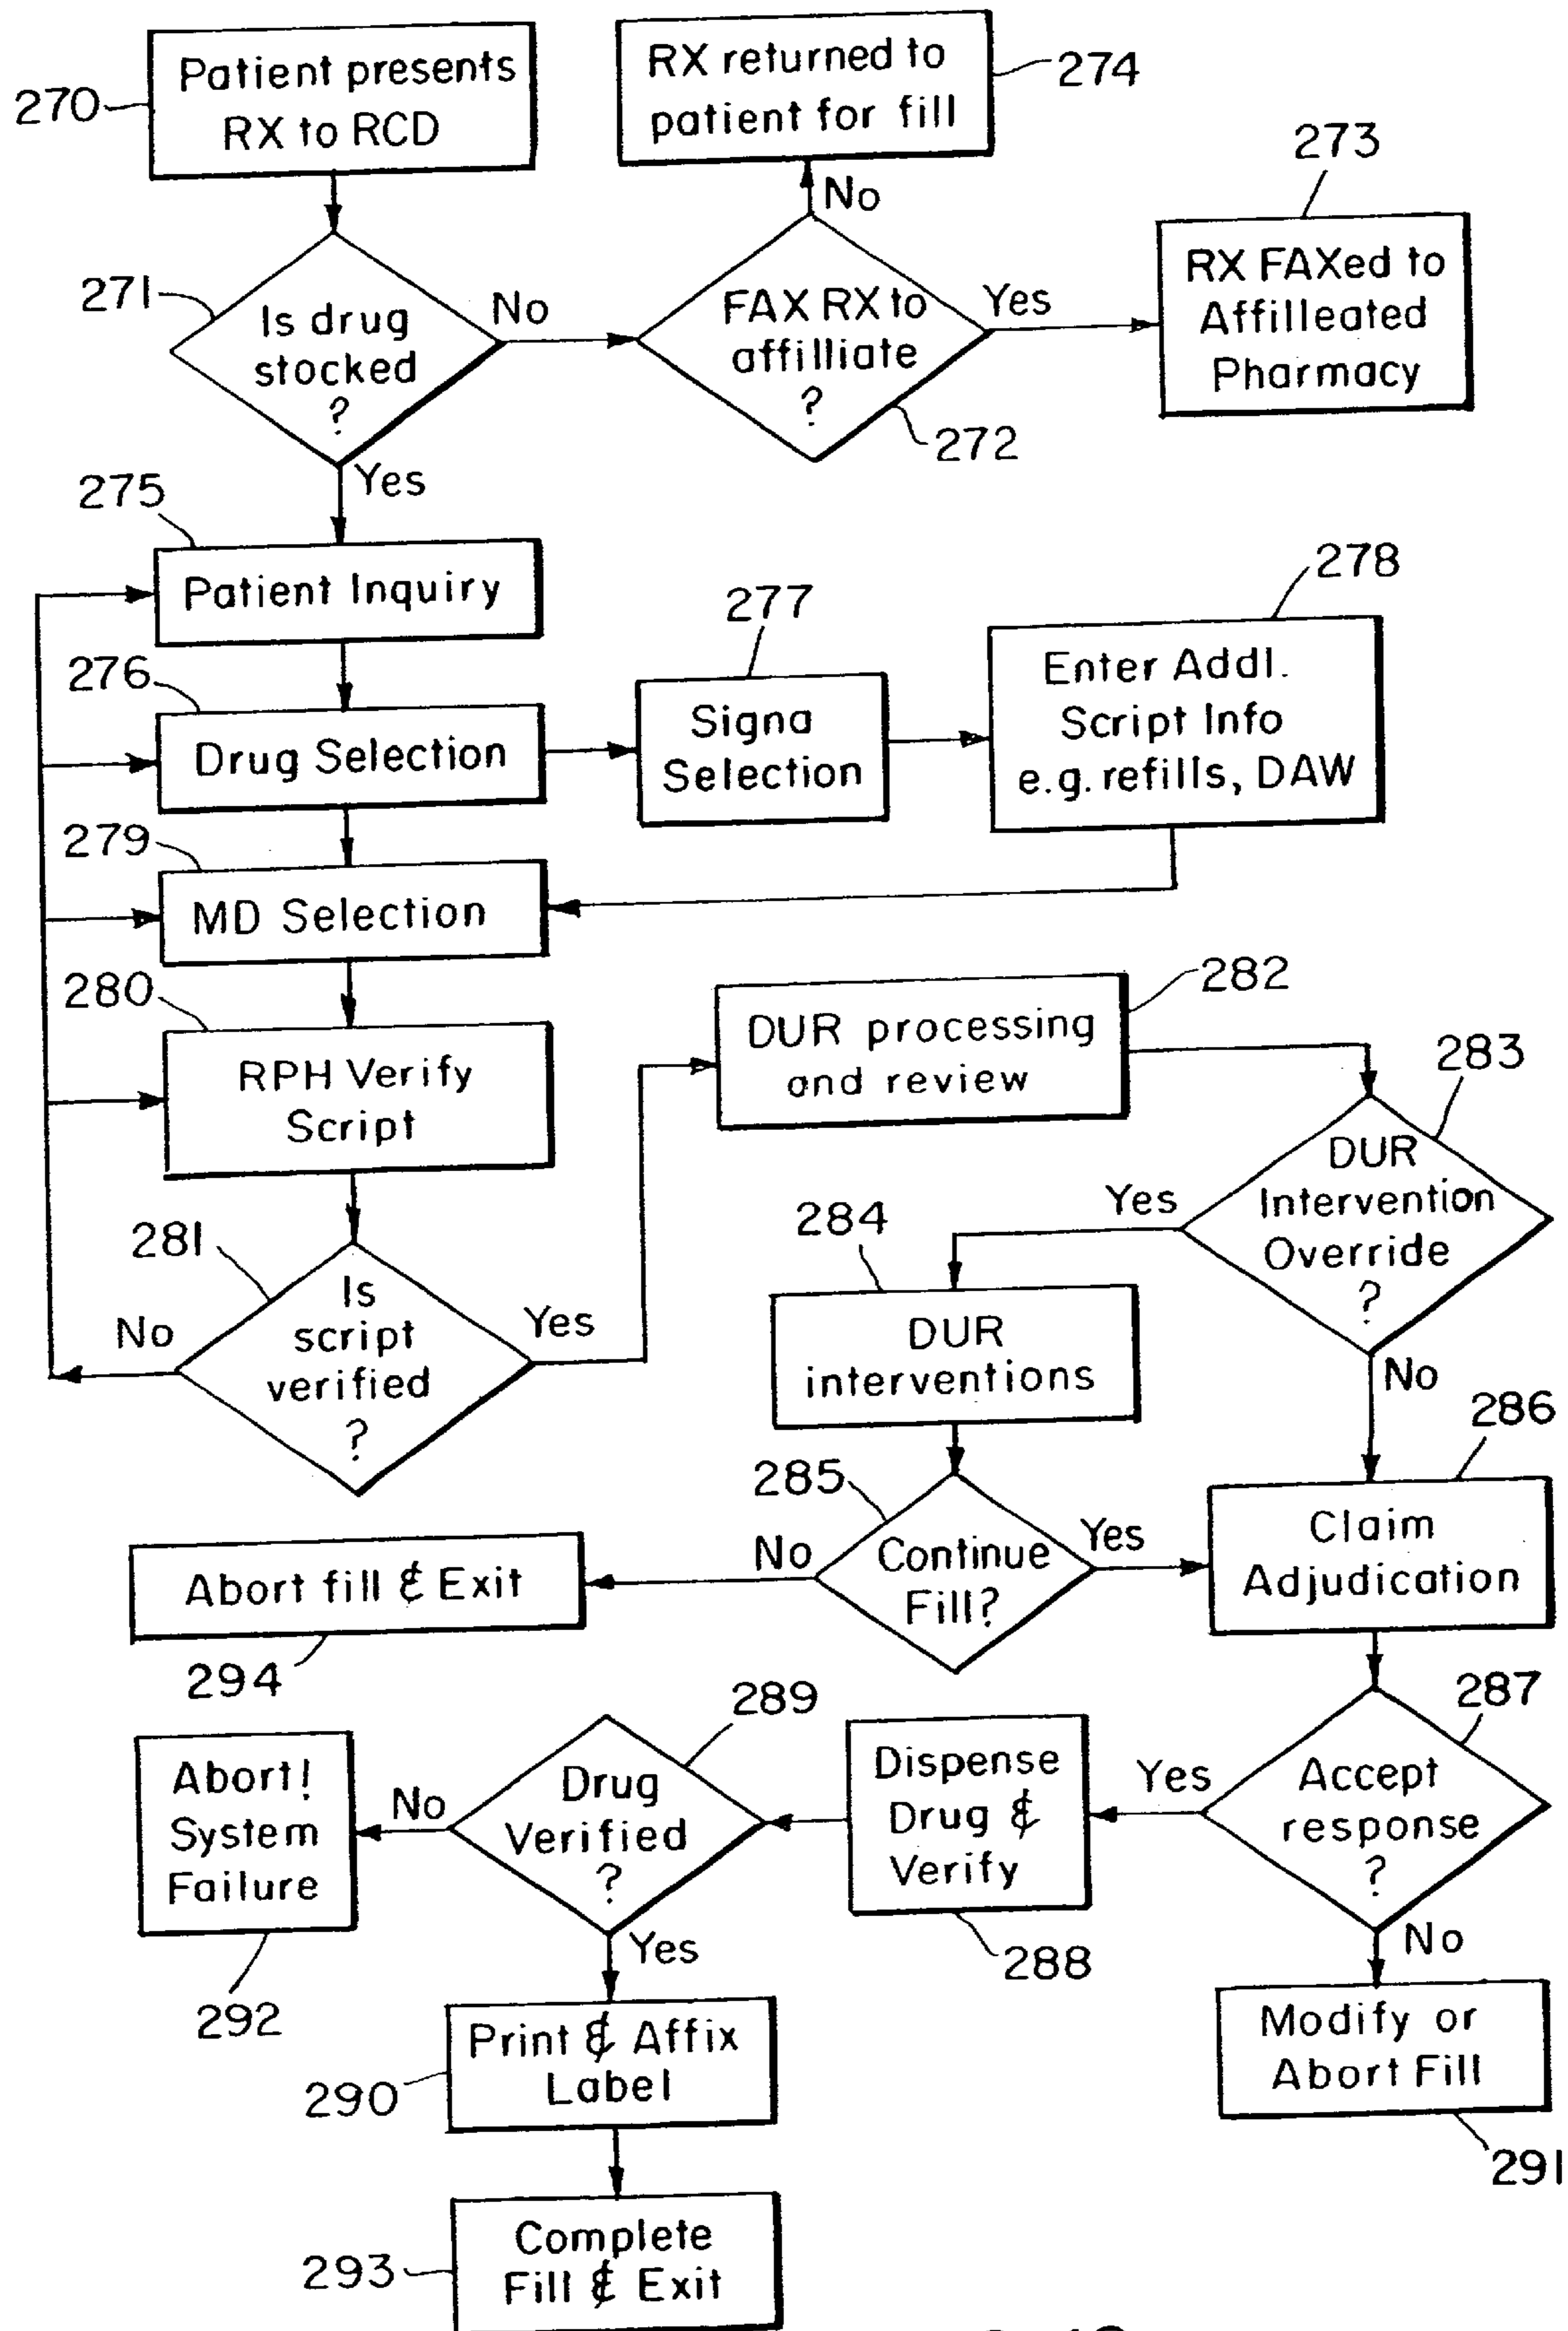 Patient presents
RX to RCD
270
RX returned to
patient for fill
274
273
No
RX FAXed to
Affilleated
Pharmacy
271
Is drug
stocked
?
No
FAX RX to
affilliate
?
Yes
272
Yes
275
Patient Inquiry
276
Drug Selection
277
Signa
Selection
278
Enter Addl.
Script Info
e.g. refills, DAW
279
MD Selection
280
RPH Verify
Script
282
DUR processing
and review
283
DUR
Intervention
Override
?
Yes
No
281
Is
script
verified
?
No
Yes
284
DUR
interventions
285
Continue
Fill?
No
Yes
286
Claim
Adjudication
Abort fill & Exit
294
287
Accept
response
?
Yes
No
Dispense
Drug &
Verify
288
289
Drug
Verified
?
No
Yes
Abort!
System
Failure
292
Print & Affix
Label
290
Modify or
Abort Fill
291
Complete
Fill & Exit
293